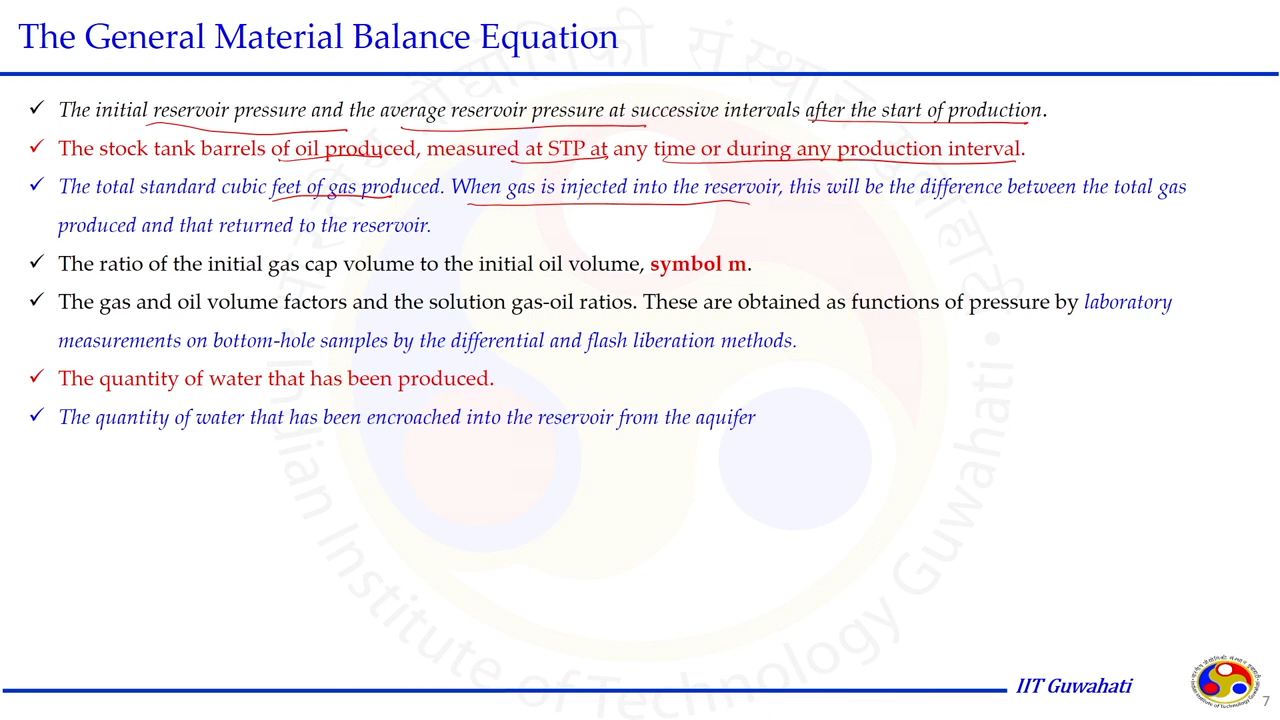 The General Material Balance Equation
✓ The initial reservoir pressure and the average reservoir pressure at successive intervals after the start of production.
✓ The stock tank barrels of oil produced, measured at STP at any time or during any production interval.
✓ The total standard cubic feet of gas produced. When gas is injected into the reservoir, this will be the difference between the total gas
produced and that returned to the reservoir.
✓ The ratio of the initial gas cap volume to the initial oil volume, symbol m.
✓ The gas and oil volume factors and the solution gas-oil ratios. These are obtained as functions of pressure by laboratory
measurements on bottom-hole samples by the differential and flash liberation methods.
✓ The quantity of water that has been produced.
✓ The quantity of water that has been encroached into the reservoir from the aquifer
Indian Institute of Technology Guwahati
IIT Guwahati
7